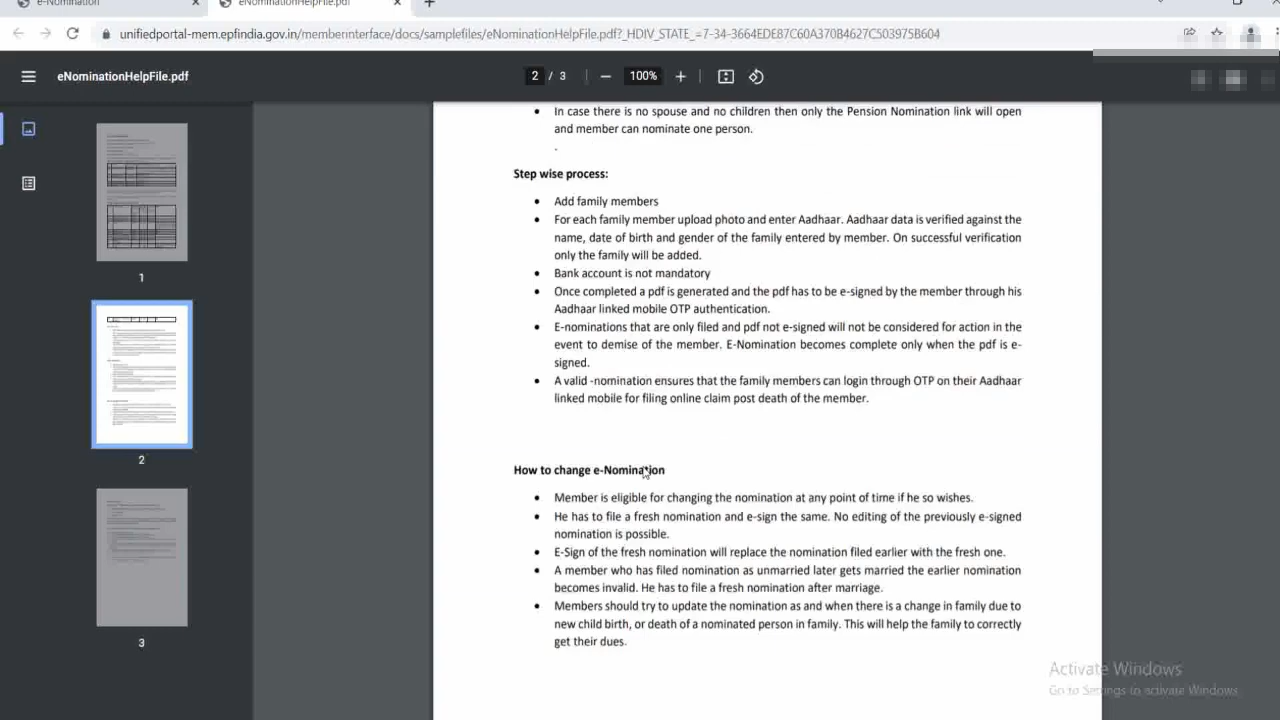 e-Nomination
eNominationHelpFile.pdf
unifiedportal-mem.epfindia.gov.in/memberinterface/docs/samplefiles/eNominationHelpFile.pdf?_HDIV_STATE_=7-34-3664EDE87C60A370B4627C503975B604
eNominationHelpFile.pdf
2 / 3
100%
1
2
3
• In case there is no spouse and no children then only the Pension Nomination link will open
and member can nominate one person.
.
Step wise process:
• Add family members
• For each family member upload photo and enter Aadhaar. Aadhaar data is verified against the
name, date of birth and gender of the family entered by member. On successful verification
only the family will be added.
• Bank account is not mandatory
• Once completed a pdf is generated and the pdf has to be e-signed by the member through his
Aadhaar linked mobile OTP authentication.
• E-nominations that are only filed and pdf not e-signed will not be considered for action in the
event to demise of the member. E-Nomination becomes complete only when the pdf is e-
signed.
• A valid -nomination ensures that the family members can login through OTP on their Aadhaar
linked mobile for filing online claim post death of the member.
How to change e-Nomination
• Member is eligible for changing the nomination at any point of time if he so wishes.
• He has to file a fresh nomination and e-sign the same. No editing of the previously e-signed
nomination is possible.
• E-Sign of the fresh nomination will replace the nomination filed earlier with the fresh one.
• A member who has filed nomination as unmarried later gets married the earlier nomination
becomes invalid. He has to file a fresh nomination after marriage.
• Members should try to update the nomination as and when there is a change in family due to
new child birth, or death of a nominated person in family. This will help the family to correctly
get their dues.
Activate Windows
Go to Settings to activate Windows.